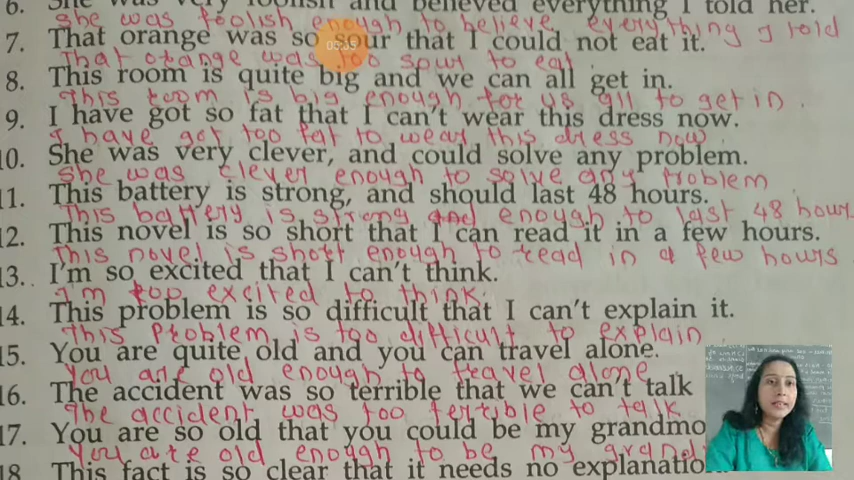 6. She was very foolish and believed everything I told her.
She was foolish enough to believe everything I told
7. That orange was so sour that I could not eat it.
That orange was too sour to eat
8. This room is quite big and we can all get in.
This room is big enough for us all to get in.
9. I have got so fat that I can't wear this dress now.
I have got too fat to wear this dress now.
10. She was very clever, and could solve any problem.
She was clever enough to solve any problem
11. This battery is strong, and should last 48 hours.
This battery is strong enough to last 48 hours
12. This novel is so short that I can read it in a few hours.
This novel is short enough to read in a few hours
13. I'm so excited that I can't think.
I'm too excited to think.
14. This problem is so difficult that I can't explain it.
This problem is too difficult to explain
15. You are quite old and you can travel alone.
You are old enough to travel alone
16. The accident was so terrible that we can't talk
The accident was too terrible to talk
17. You are so old that you could be my grandmo
You are old enough to be my grand
18 This fact is so clear that it needs no explanatio